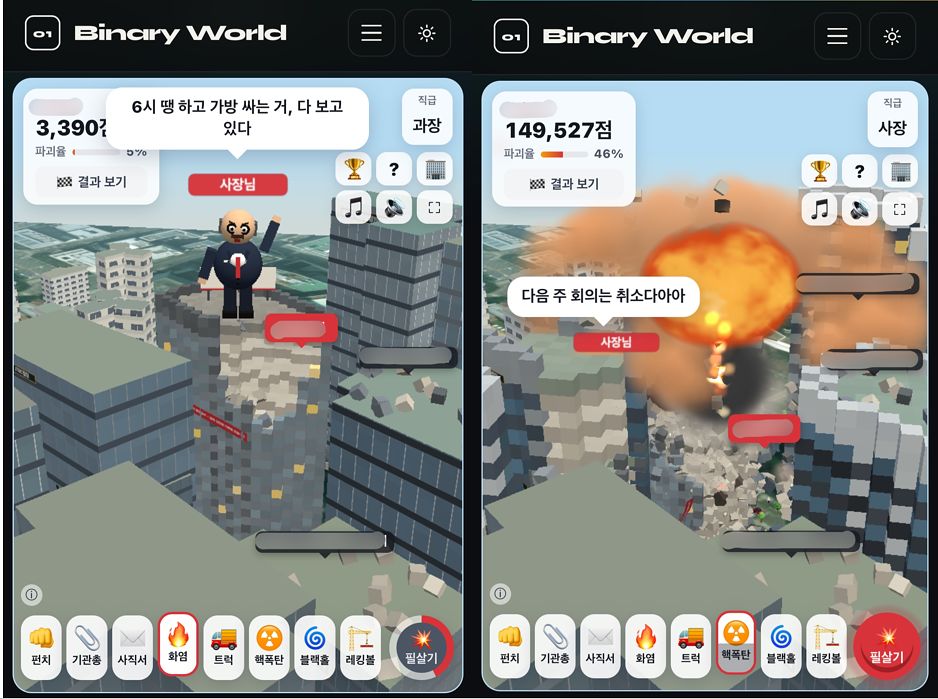 01 Binary World
6시 땡 하고 가방 싸는 거, 다 보고
있다
3,390점
파괴율 5%
결과 보기
직급
과장
?
사장님
펀치
기관총
사직서
화염
트럭
핵폭탄
블랙홀
레킹볼
필살기
01 Binary World
149,527점
파괴율 46%
결과 보기
직급
사장
?
다음 주 회의는 취소다아아
사장님
펀치
기관총
사직서
화염
트럭
핵폭탄
블랙홀
레킹볼
필살기